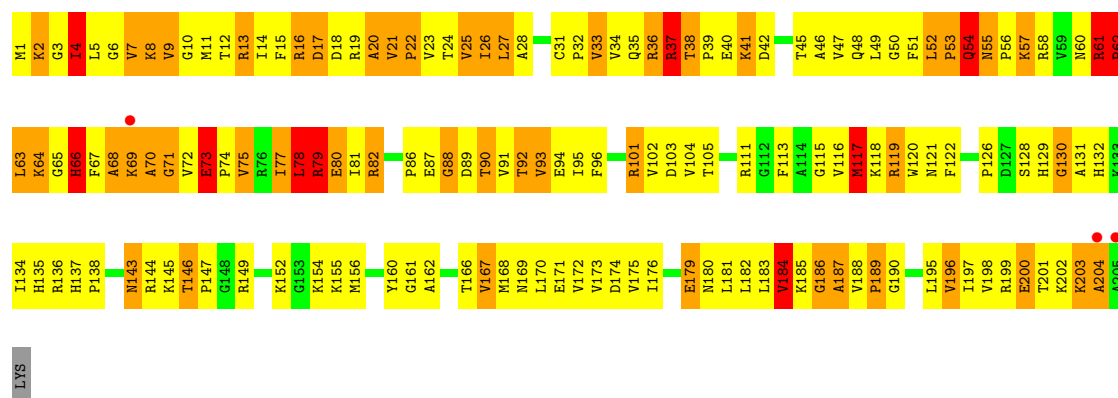 M1 K2 G3 I4 L5 G6 V7 K8 V9 G10 M11 T12 R13 I14 F15 R16 D17 D18 R19 A20 V21 P22 V23 T24 V25 I26 L27 A28 C31 P32 V33 V34 Q35 R36 R37 T38 P39 E40 K41 D42 T45 A46 V47 Q48 L49 G50 F51 L52 P53 Q54 N55 P56 K57 R58 V59 N60 R61 P62
L63 K64 G65 H66 F67 A68 K69 A70 G71 V72 E73 P74 V75 R76 I77 L78 R79 E80 I81 R82 P86 E87 G88 D89 T90 V91 T92 V93 E94 I95 F96 R101 V102 D103 V104 T105 R111 G112 F113 A114 G115 V116 M117 K118 R119 W120 N121 F122 P126 D127 S128 H129 G130 A131 H132 K133
I134 H135 R136 H137 P138 N143 R144 K145 T146 P147 G148 R149 K152 G153 K154 K155 M156 Y160 G161 A162 T166 V167 M168 N169 L170 E171 V172 V173 D174 V175 I176 E179 N180 L181 L182 L183 V184 K185 G186 A187 V188 P189 G190 L195 V196 I197 V198 R199 E200 T201 K202 K203 A204 A205
LYS